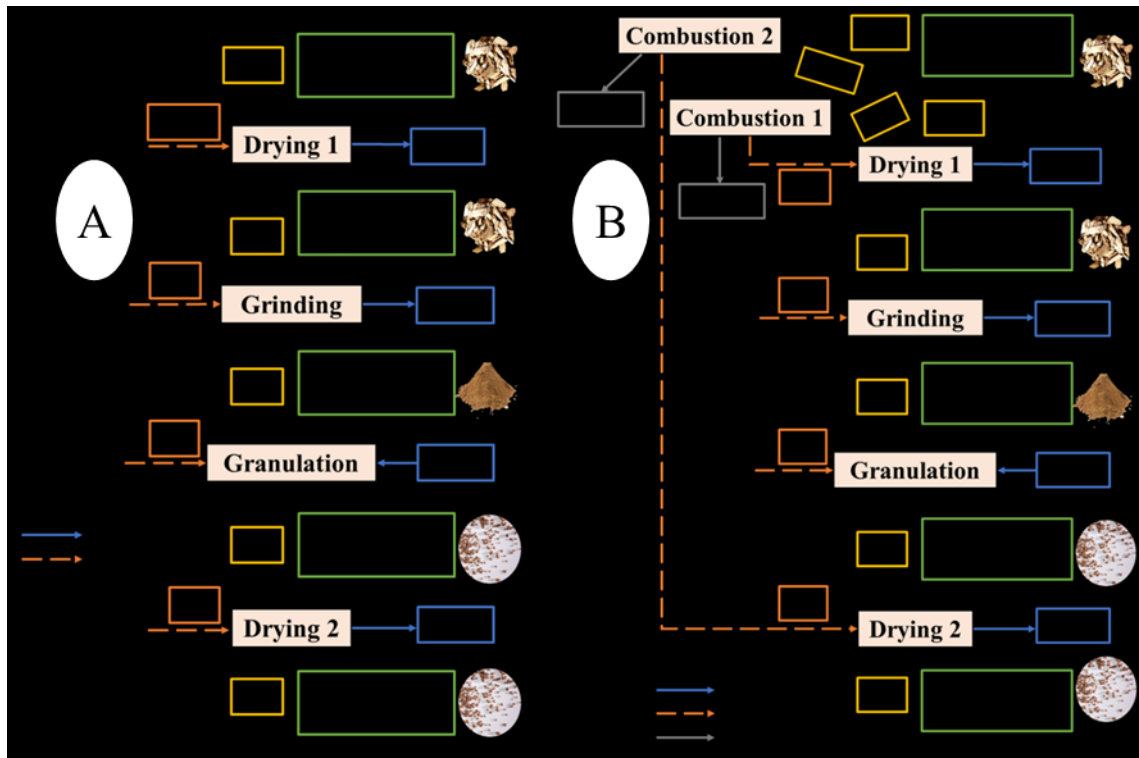 A
Drying 1
Grinding
Granulation
Drying 2
B
Combustion 2
Combustion 1
Drying 1
Grinding
Granulation
Drying 2